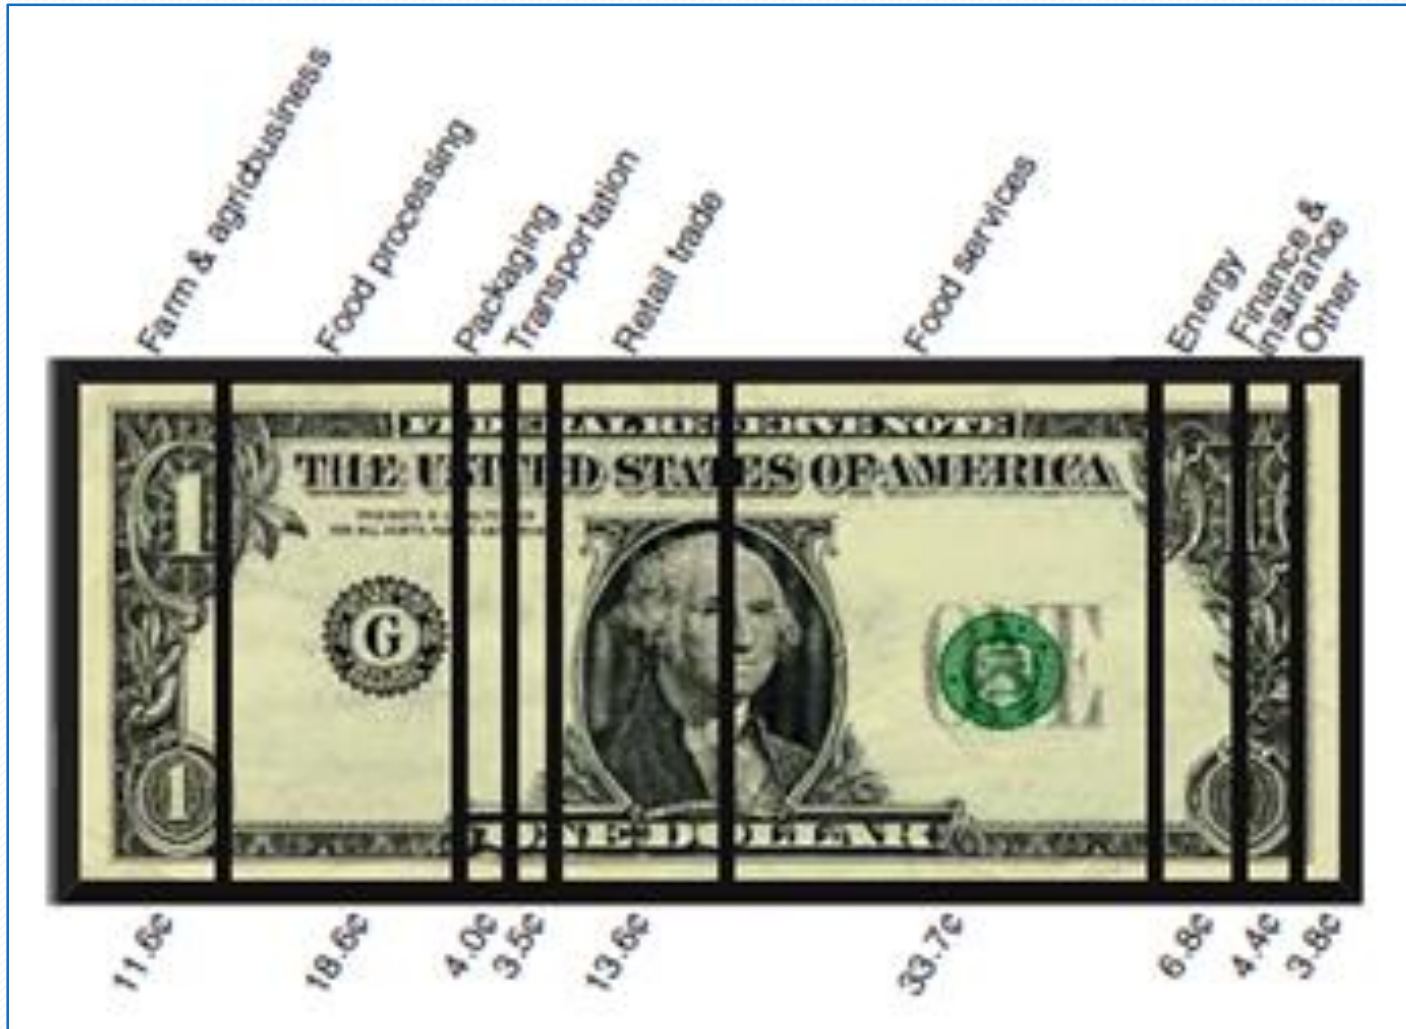 Farm & agribusiness
Food processing
Packaging
Transportation
Retail trade
Food services
Energy
Finance &
insurance
Other
FEDERAL RESERVE NOTE
THE UNITED STATES OF AMERICA
1
G
ONE
1
ONE DOLLAR
11.6¢
18.6¢
4.0¢
3.5¢
13.6¢
33.7¢
6.8¢
4.4¢
3.8¢